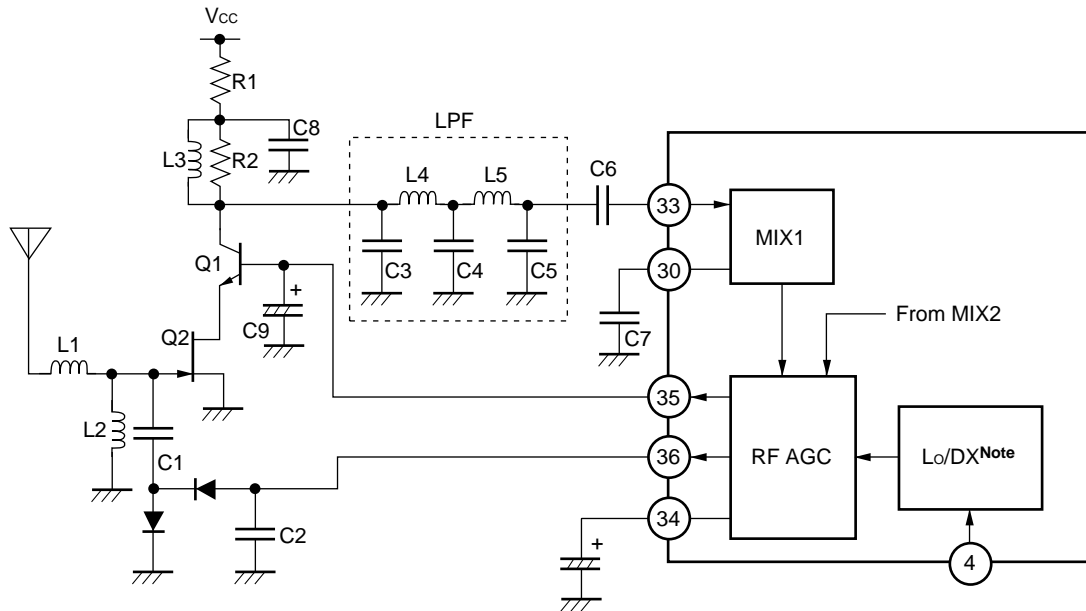 VCC
R1
C8
LPF
L3
R2
L4
L5
C6
33
MIX1
Q1
C3
C4
C5
30
+
C9
C7
From MIX2
L1
Q2
35
L2
C1
36
RF AGC
LO/DXNote
C2
34
+
4